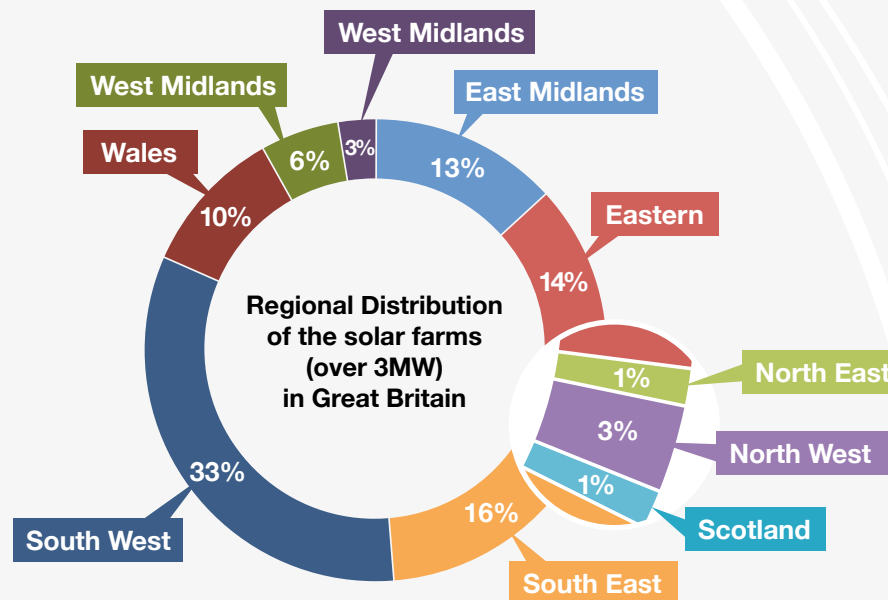 West Midlands
West Midlands
East Midlands
Wales
6%
3%
13%
10%
Eastern
14%
Regional Distribution
of the solar farms
(over 3MW)
in Great Britain
1%
North East
3%
North West
33%
1%
16%
Scotland
South West
South East